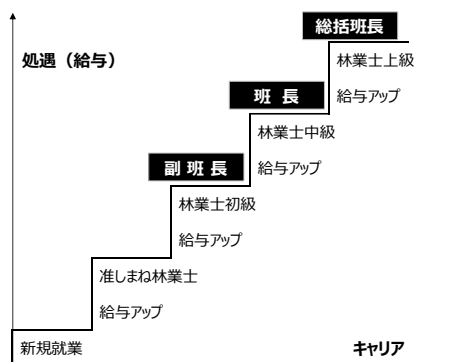 総括班長
処遇（給与）
林業士上級
給与アップ
班 長
林業士中級
給与アップ
副 班 長
林業士初級
給与アップ
准しまね林業士
給与アップ
新規就業
キャリア